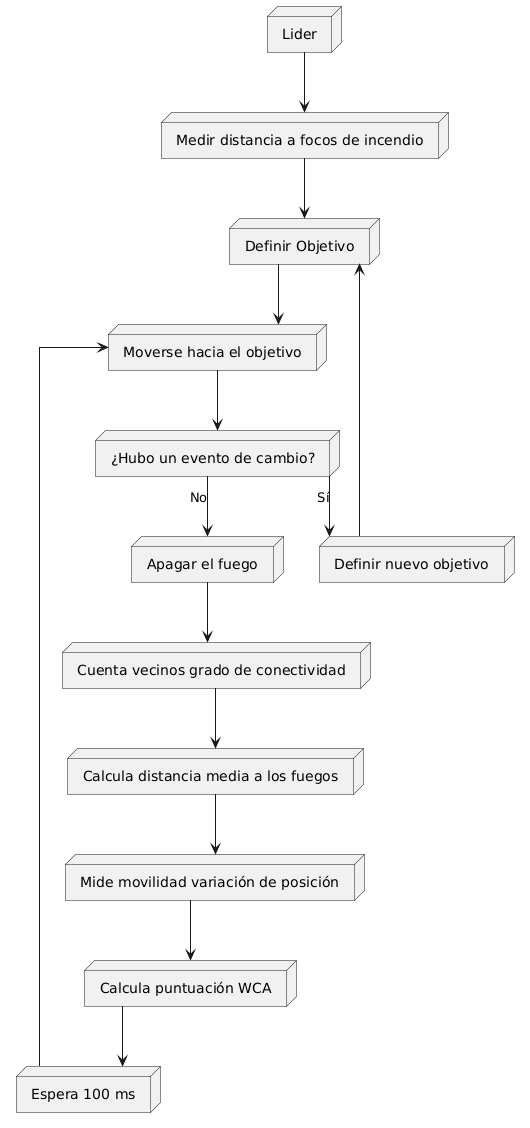 Lider
Medir distancia a focos de incendio
Definir Objetivo
Moverse hacia el objetivo
¿Hubo un evento de cambio?
No
Sí
Apagar el fuego
Definir nuevo objetivo
Cuenta vecinos grado de conectividad
Calcula distancia media a los fuegos
Mide movilidad variación de posición
Calcula puntuación WCA
Espera 100 ms